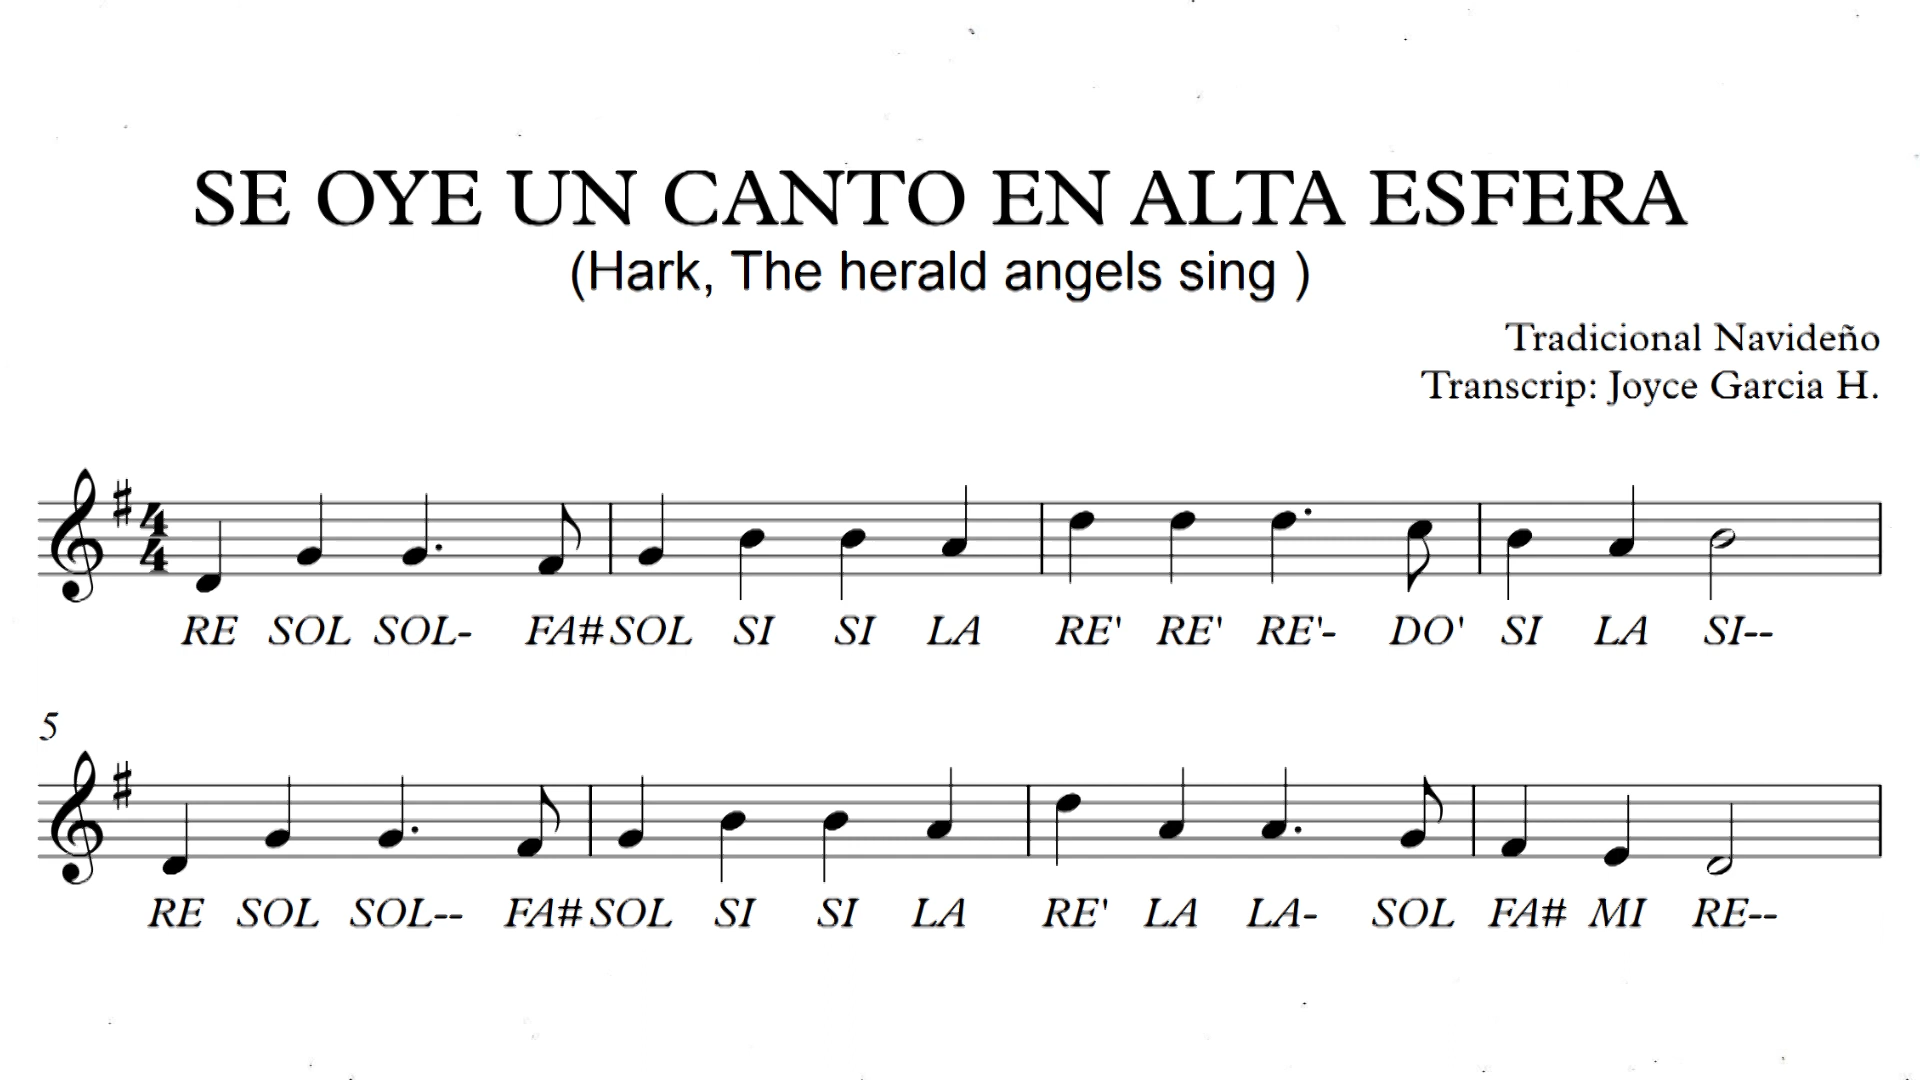 SE OYE UN CANTO EN ALTA ESFERA
(Hark, The herald angels sing )
Tradicional Navideño
Transcrip: Joyce Garcia H.
4
4
RE SOL SOL- FA# SOL SI SI LA RE' RE' RE'- DO' SI LA SI--
5
RE SOL SOL-- FA# SOL SI SI LA RE' LA LA- SOL FA# MI RE--